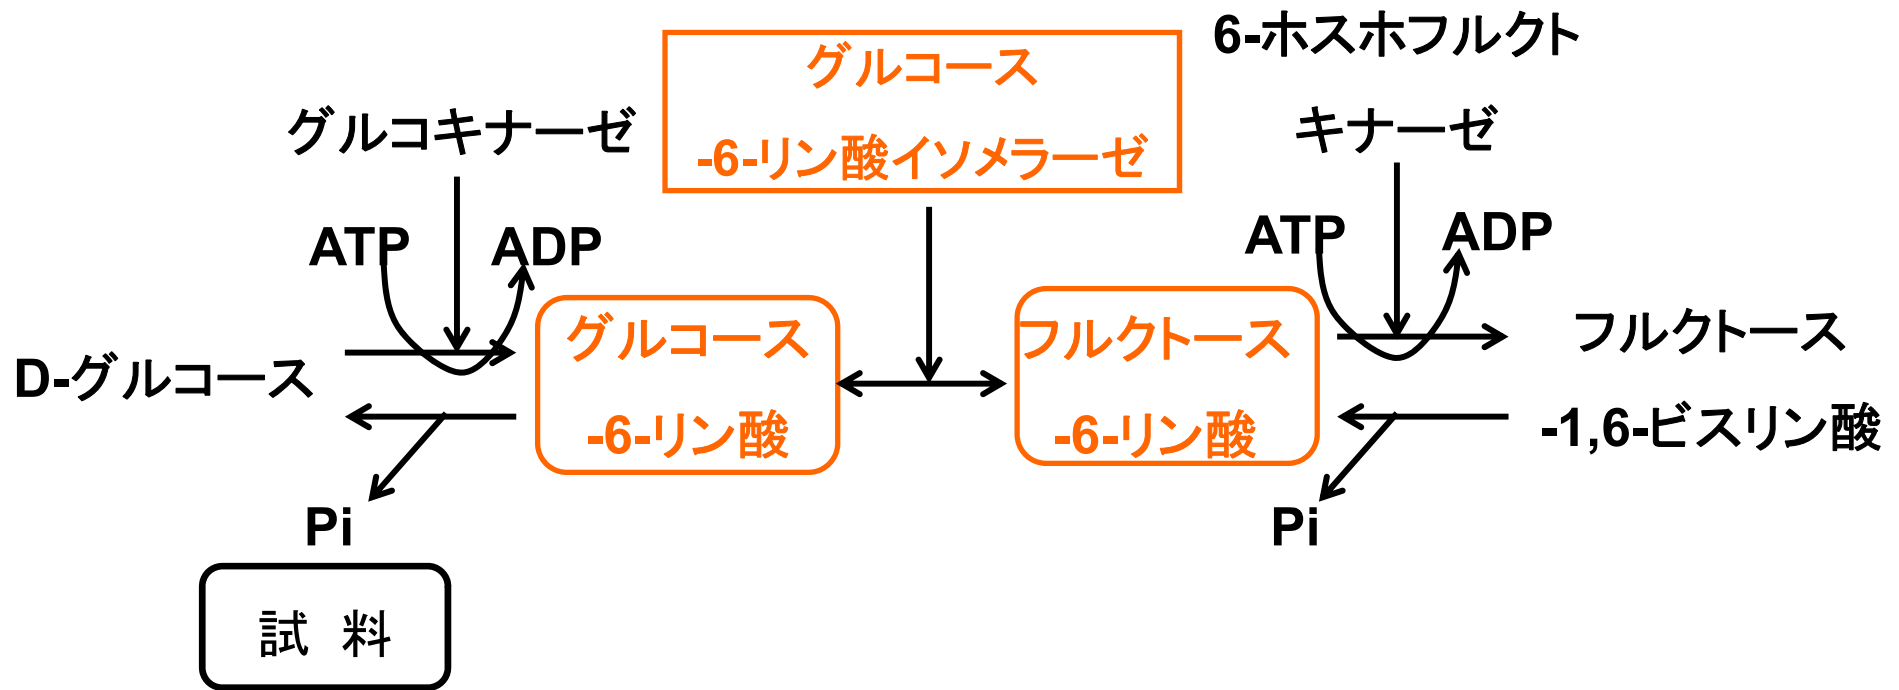 6-ホスホフルクト
キナーゼ
グルコース
-6-リン酸イソメラーゼ
グルコキナーゼ
ATP
ADP
ATP
ADP
D-グルコース
グルコース
-6-リン酸
フルクトース
-6-リン酸
フルクトース
-1,6-ビスリン酸
Pi
Pi
試 料